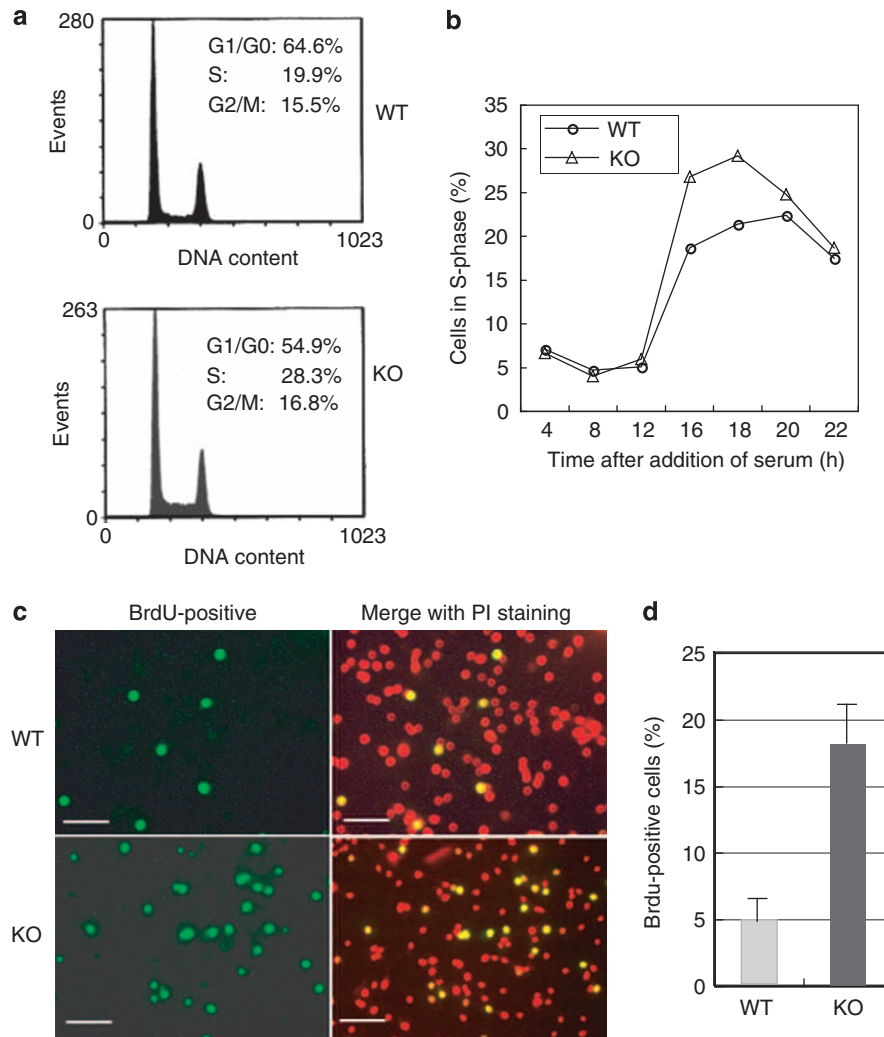 a
280
G1/G0: 64.6%
S: 19.9%
G2/M: 15.5%
WT
Events
0
0
1023
DNA content
263
G1/G0: 54.9%
S: 28.3%
G2/M: 16.8%
KO
Events
0
0
1023
DNA content
b
35
30
25
20
15
10
5
0
WT
KO
Cells in S-phase (%)
4 8 12 16 18 20 22
Time after addition of serum (h)
c
BrdU-positive
Merge with PI staining
WT
KO
d
25
20
15
10
5
0
Brdu-positive cells (%)
WT KO